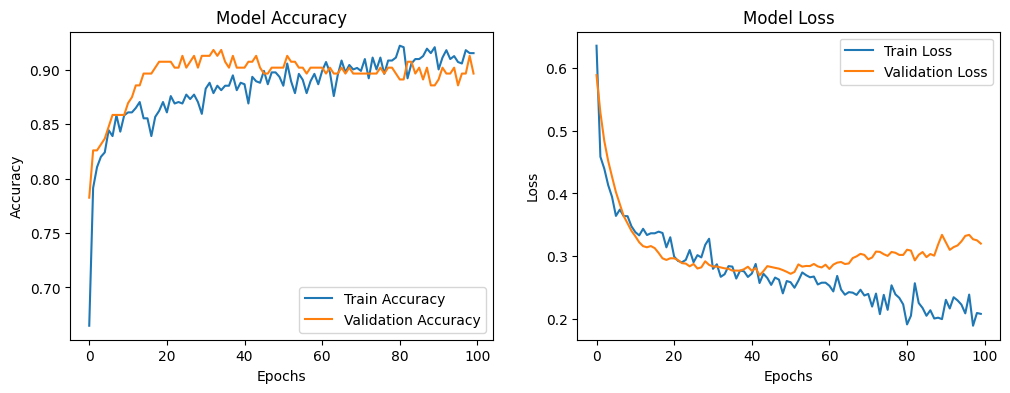 Model Accuracy
Accuracy
0.90
0.85
0.80
0.75
0.70
Train Accuracy
Validation Accuracy
0 20 40 60 80 100
Epochs
Model Loss
Loss
0.6
0.5
0.4
0.3
0.2
Train Loss
Validation Loss
0 20 40 60 80 100
Epochs